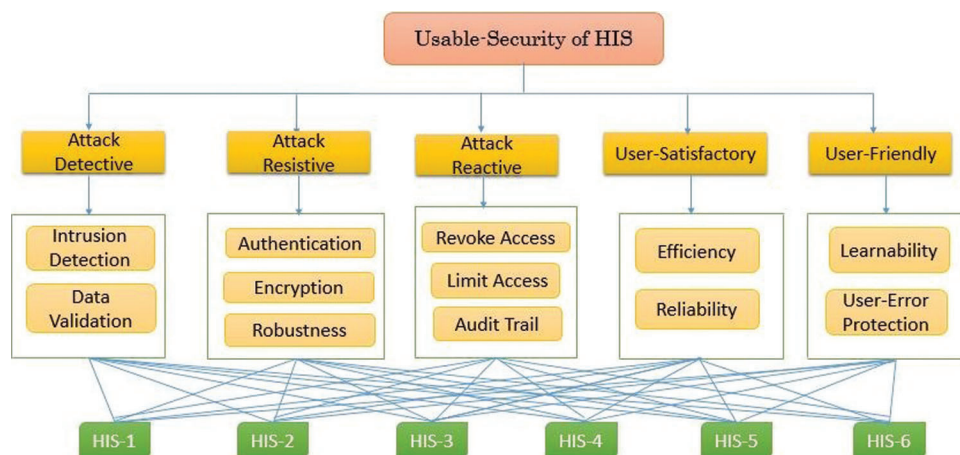 Usable-Security of HIS
Attack
Detective
Attack
Resistive
Attack
Reactive
User-Satisfactory
User-Friendly
Intrusion
Detection
Data
Validation
Authentication
Encryption
Robustness
Revoke Access
Limit Access
Audit Trail
Efficiency
Reliability
Learnability
User-Error
Protection
HIS-1
HIS-2
HIS-3
HIS-4
HIS-5
HIS-6